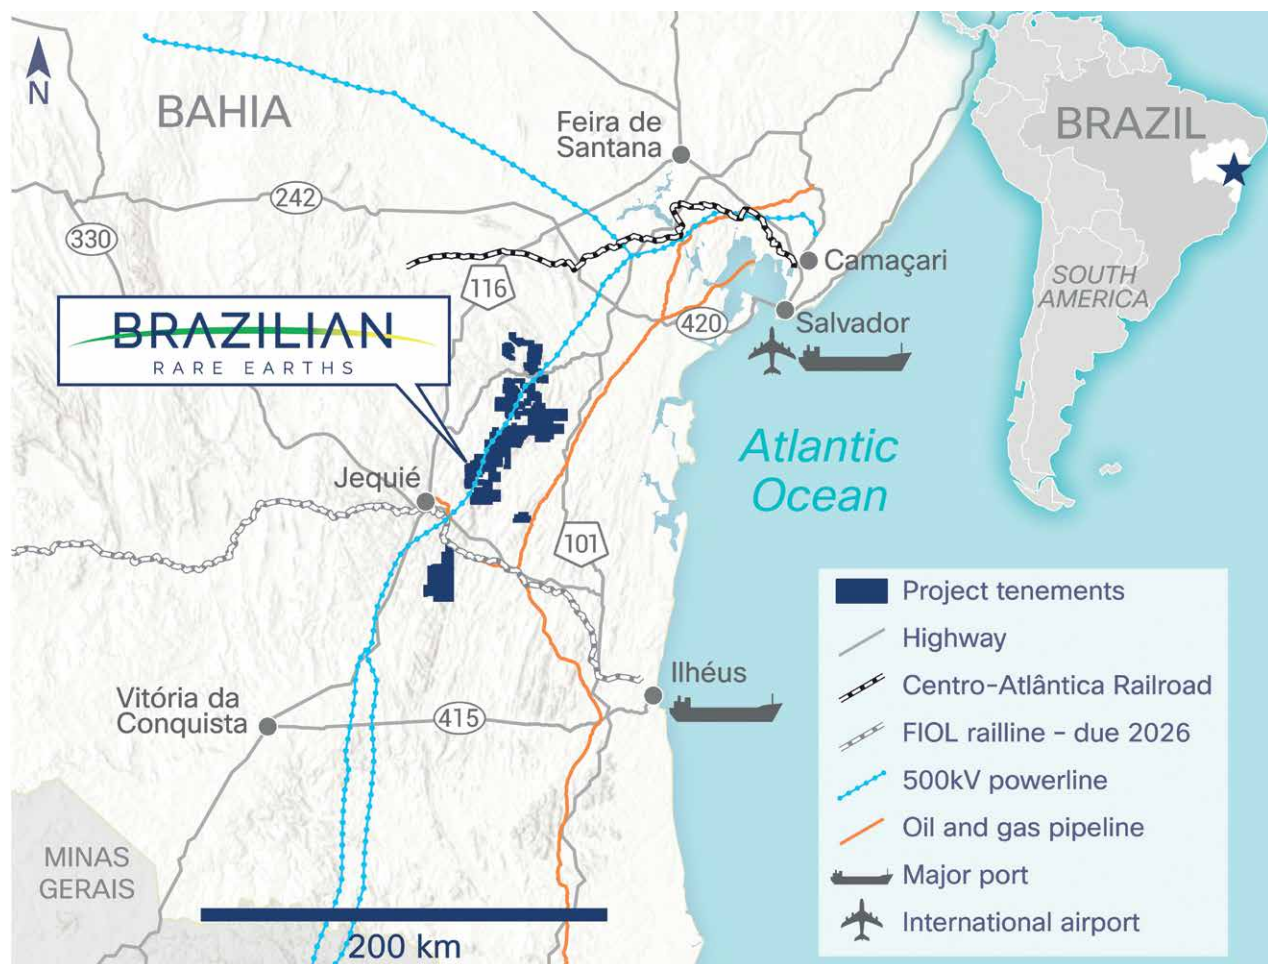 N
BAHIA
Feira de
Santana
BRAZIL
242
330
SOUTH
AMERICA
Camaçari
116
BRAZILIAN
RARE EARTHS
420
Salvador
Atlantic
Ocean
Jequié
101
Project tenements
Highway
Centro-Atlântica Railroad
FIOL railline – due 2026
500kV powerline
Oil and gas pipeline
Major port
International airport
Ilhéus
Vitória da
Conquista
415
MINAS
GERAIS
200 km